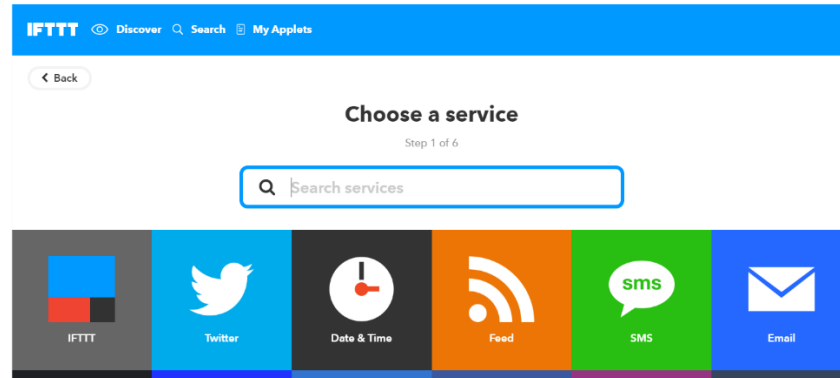 IFTTT Discover Search My Applets
Back
Choose a service
Step 1 of 6
Search services
sms
IFTTT Twitter Date & Time Feed SMS Email